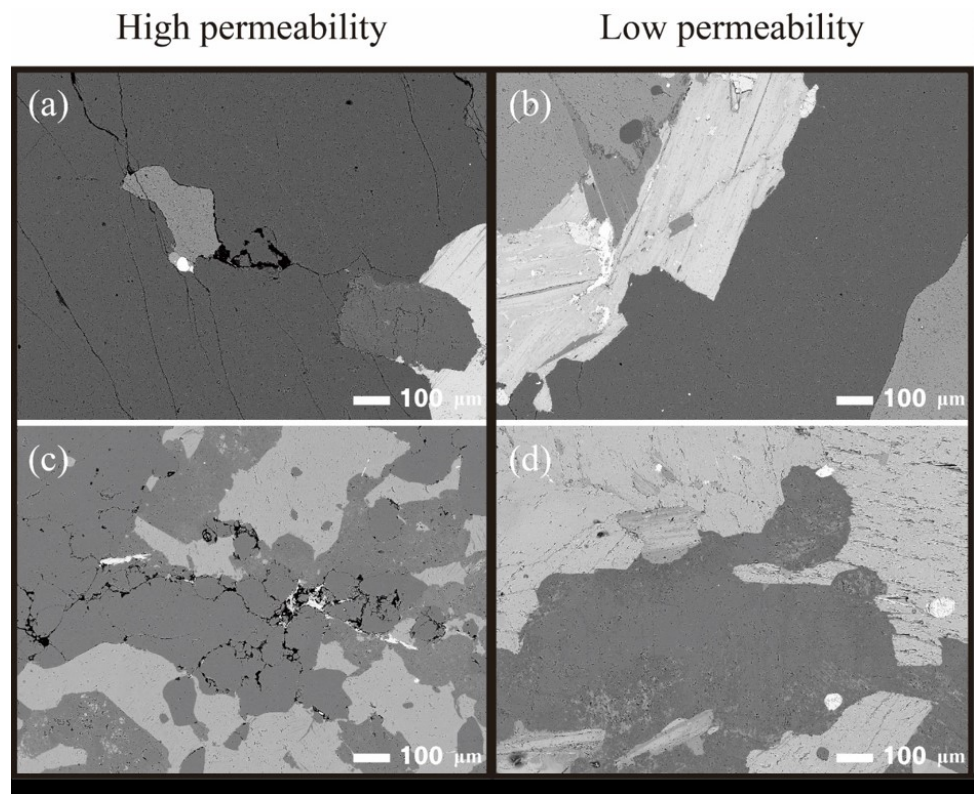 High permeability
Low permeability
(a)
(b)
100 μm
100 μm
(c)
(d)
100 μm
100 μm